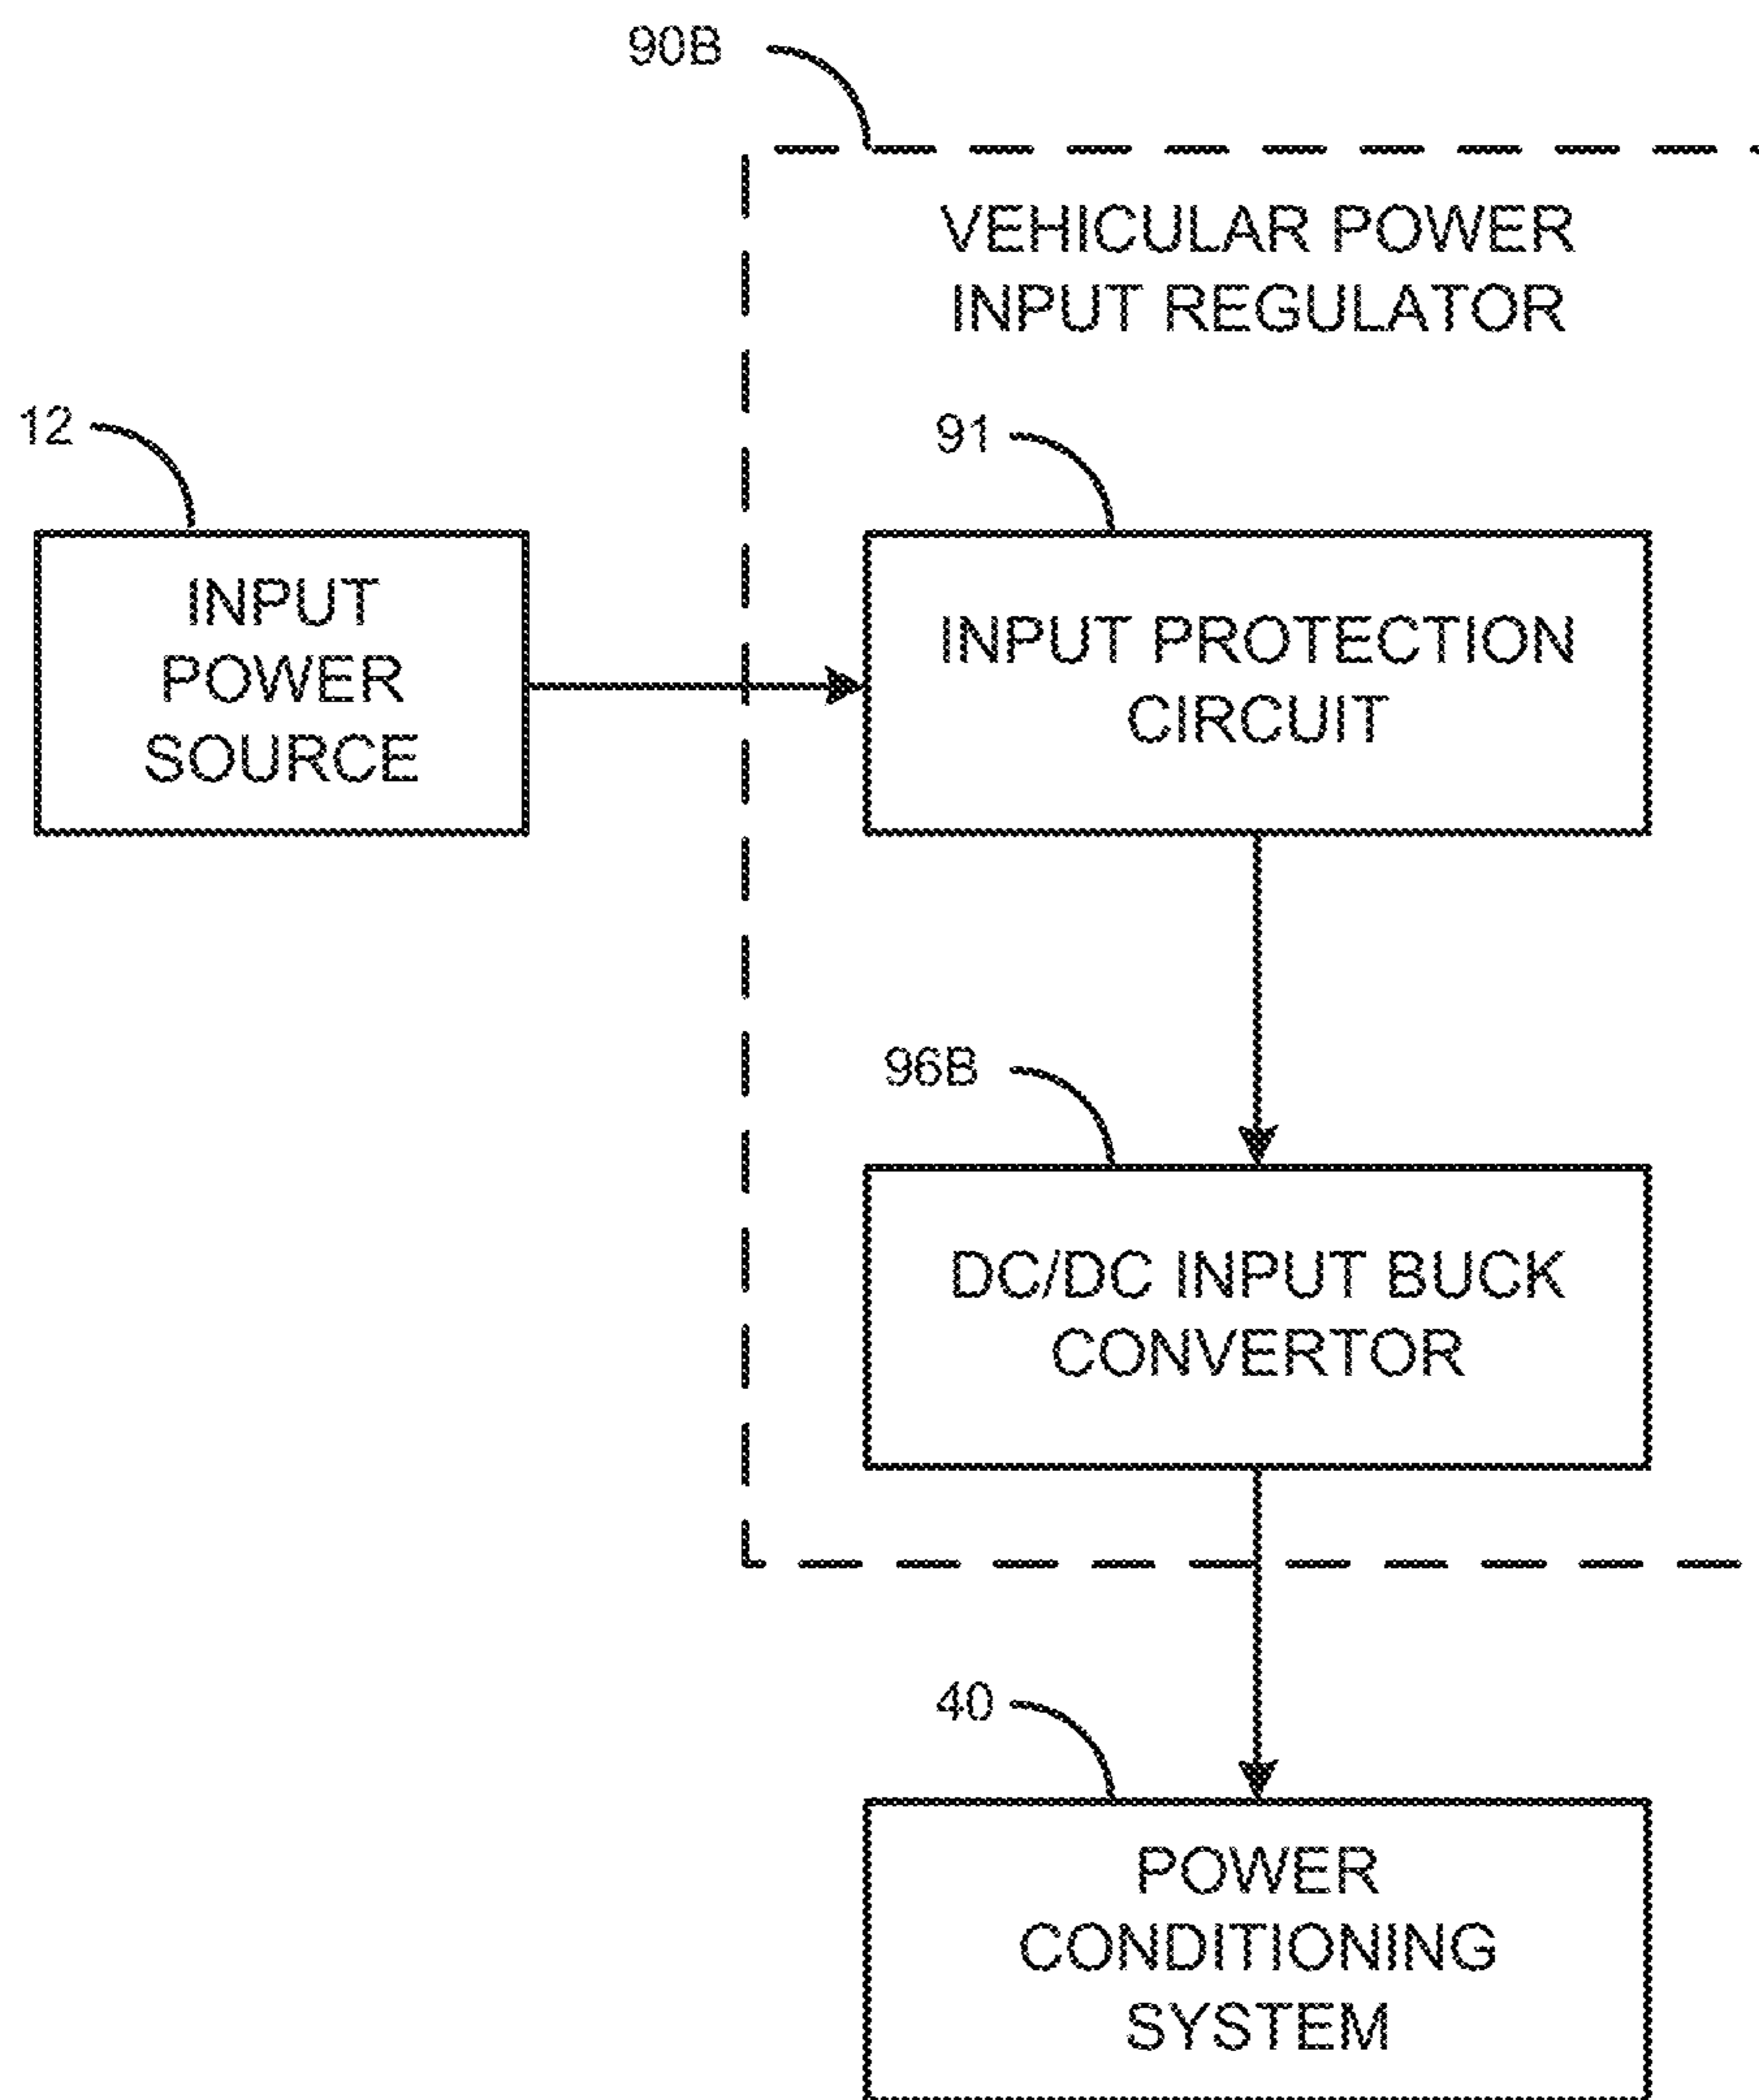 90B
VEHICULAR POWER
INPUT REGULATOR
12
91
INPUT
POWER
SOURCE
INPUT PROTECTION
CIRCUIT
96B
DC/DC INPUT BUCK
CONVERTOR
40
POWER
CONDITIONING
SYSTEM